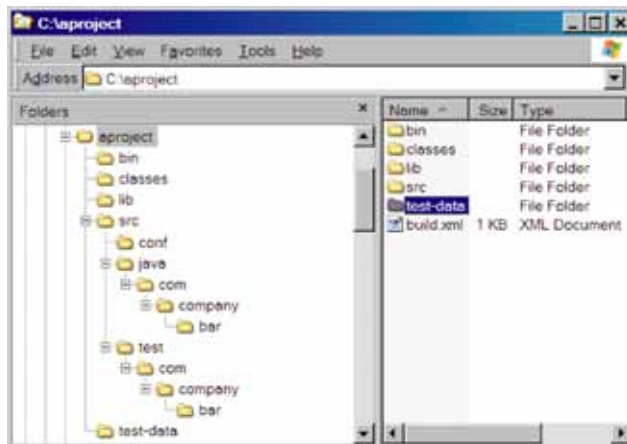 C:\aproject
File Edit View Favorites Tools Help
Address C:\aproject
Folders
aproject
bin
classes
lib
src
conf
java
com
company
bar
test
com
company
bar
test-data
Name Size Type
bin File Folder
classes File Folder
lib File Folder
src File Folder
test-data File Folder
build.xml 1 KB XML Document